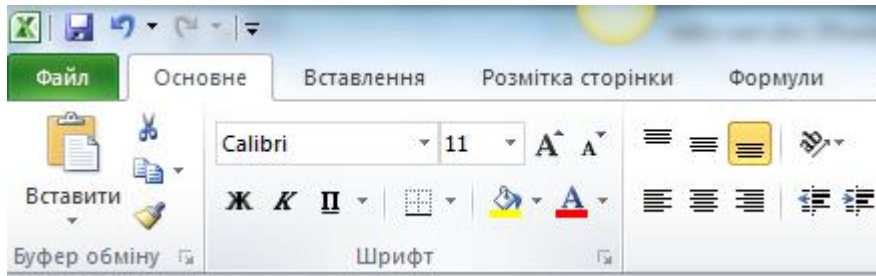 Файл Основне Вставлення Розмітка сторінки Формули
Calibri 11 A A
Вставити Ж К П A
Буфер обміну Шрифт